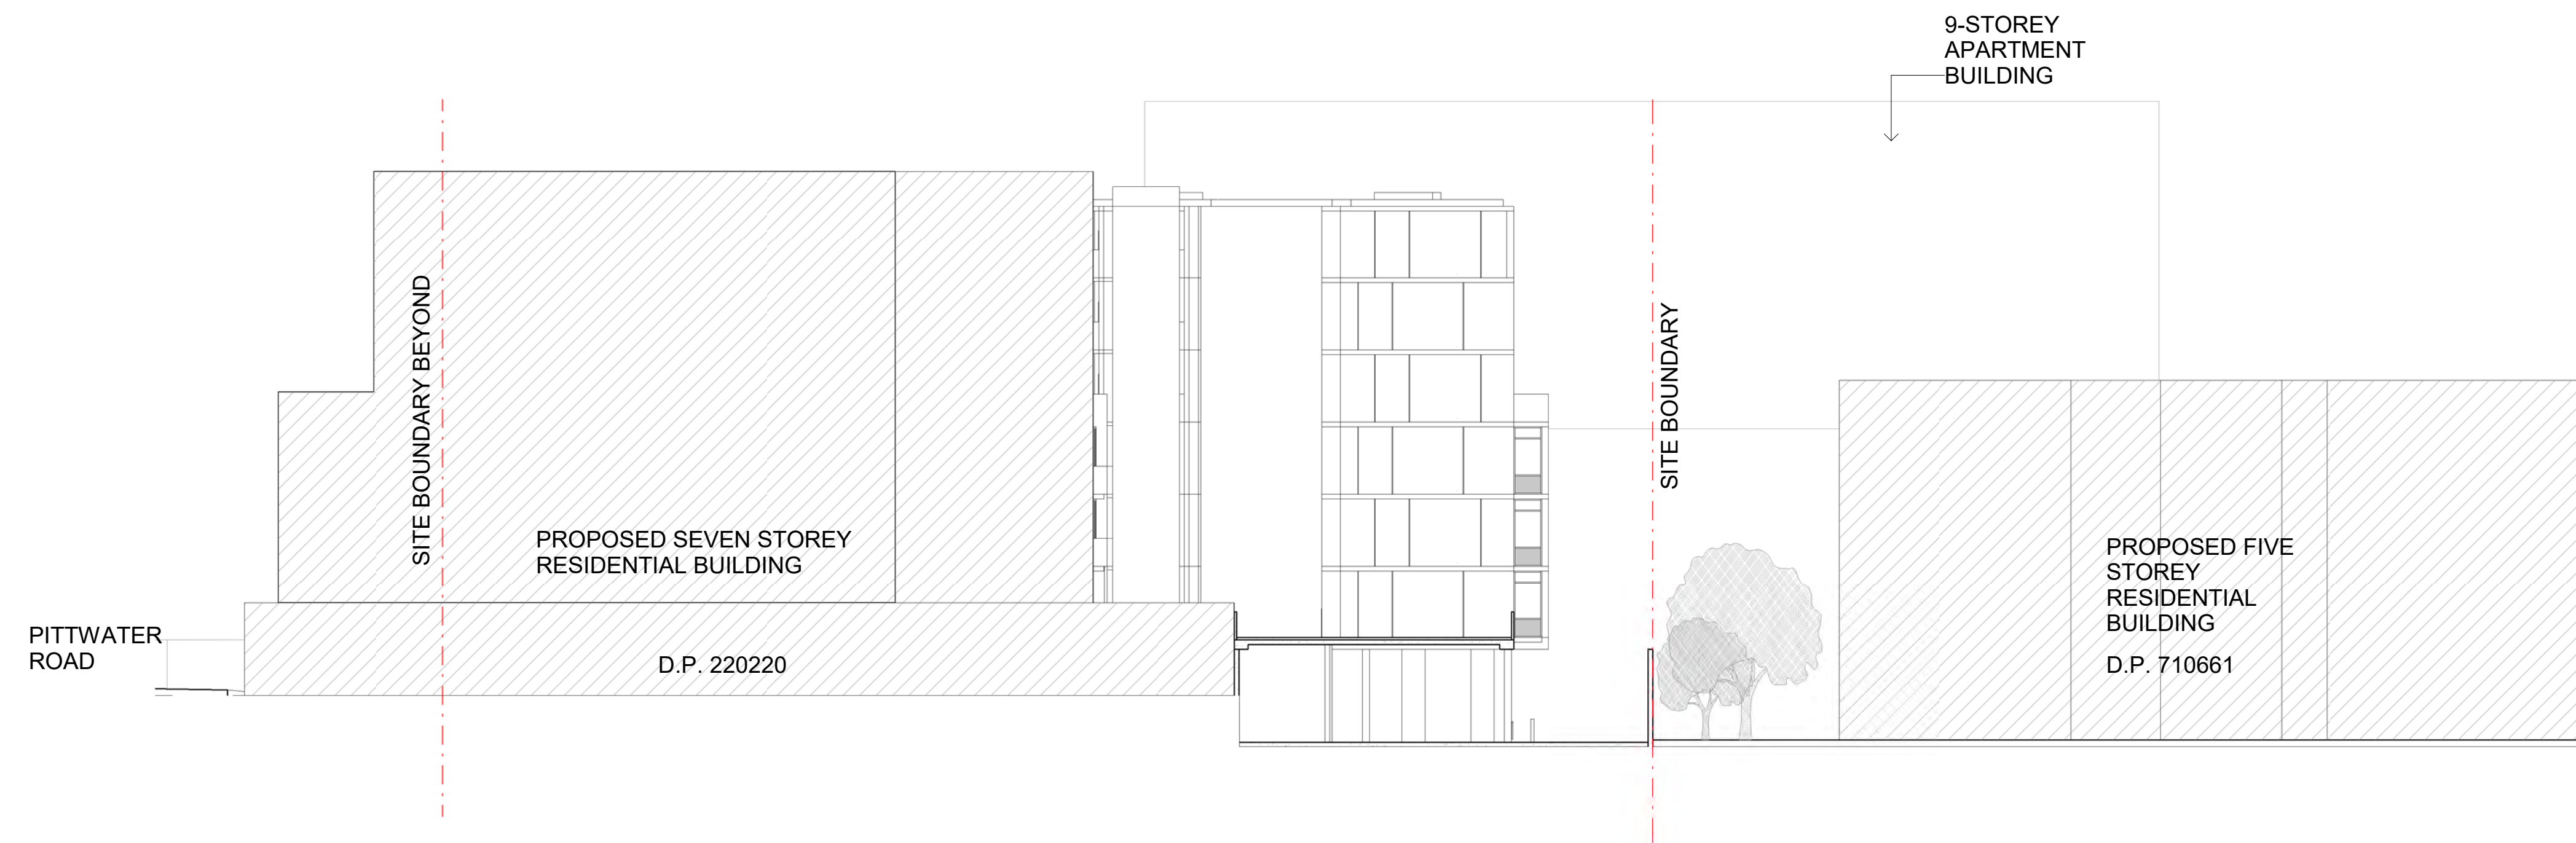 9-STOREY
APARTMENT
BUILDING
SITE BOUNDARY BEYOND
SITE BOUNDARY
PROPOSED SEVEN STOREY
RESIDENTIAL BUILDING
PROPOSED FIVE
STOREY
RESIDENTIAL
BUILDING
PITTWATER
ROAD
D.P. 220220
D.P. 710661